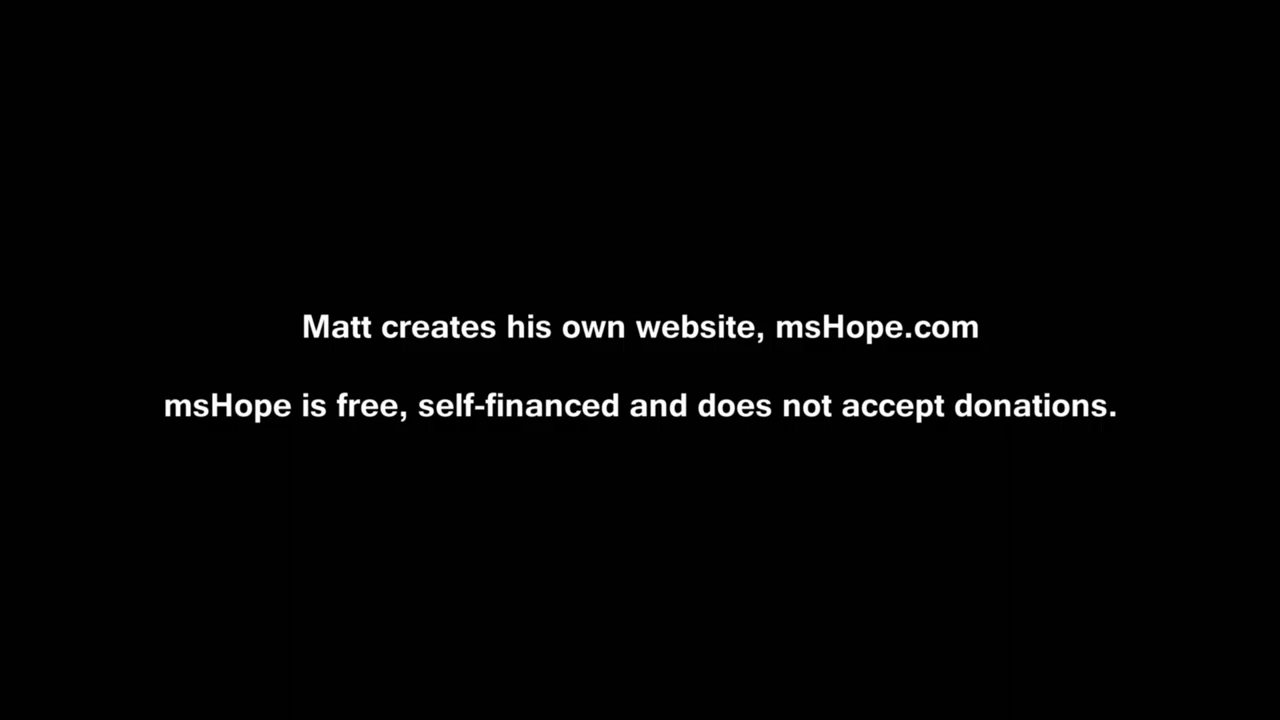 Matt creates his own website, msHope.com
msHope is free, self-financed and does not accept donations.